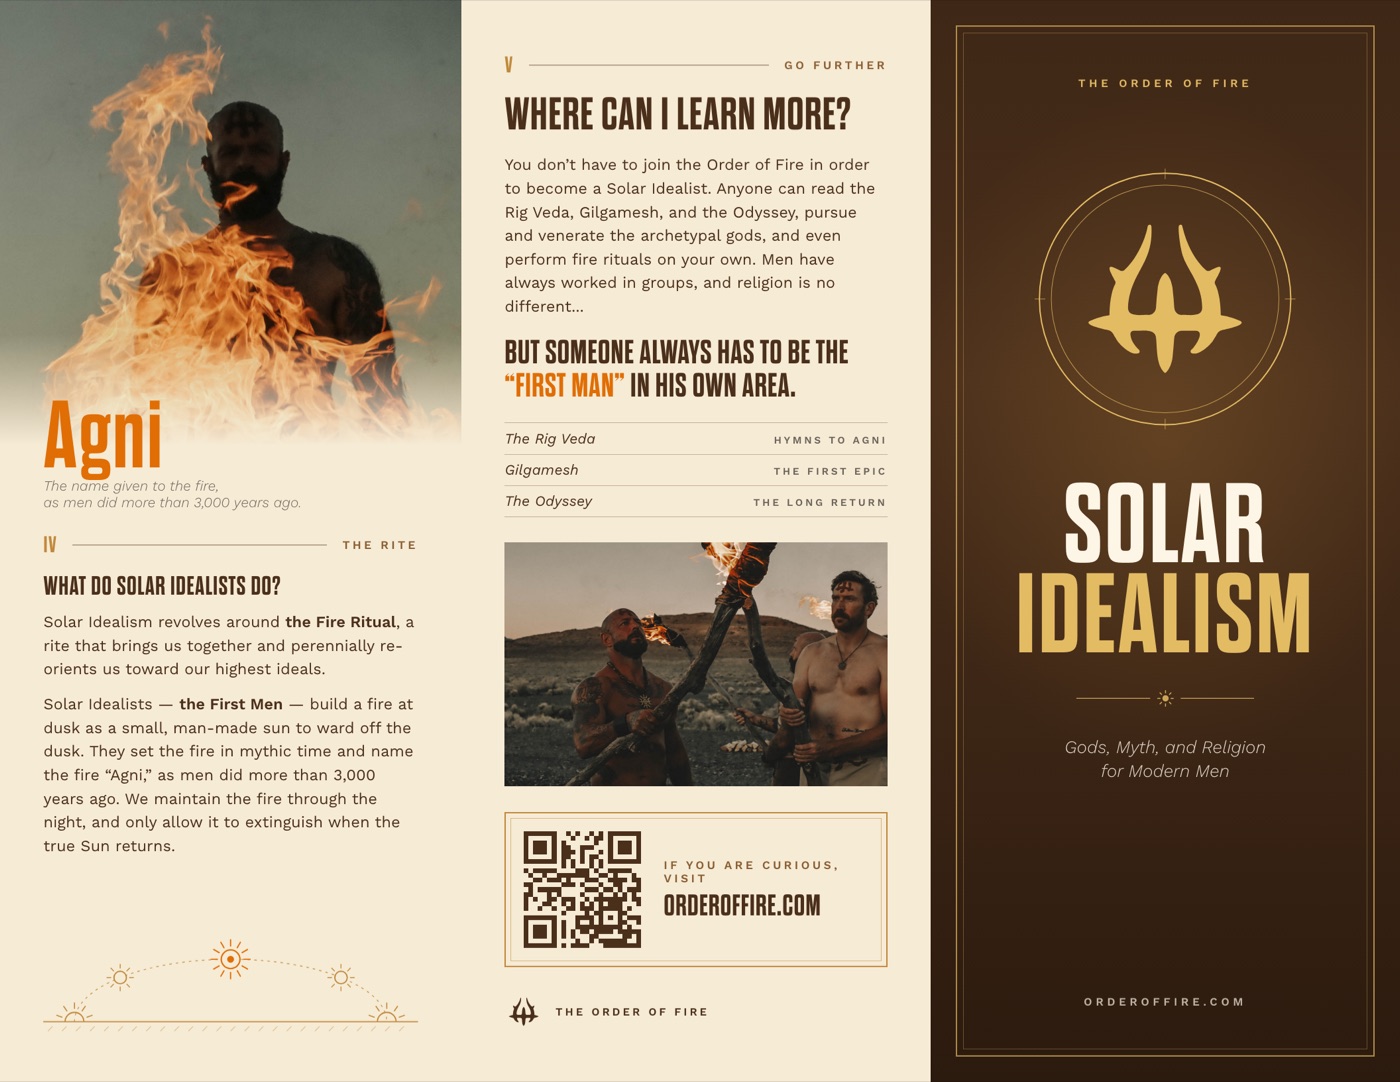 Agni
The name given to the fire,
as men did more than 3,000 years ago.
IV THE RITE
WHAT DO SOLAR IDEALISTS DO?
Solar Idealism revolves around the Fire Ritual, a
rite that brings us together and perennially re-
orients us toward our highest ideals.
Solar Idealists — the First Men — build a fire at
dusk as a small, man-made sun to ward off the
dusk. They set the fire in mythic time and name
the fire “Agni,” as men did more than 3,000
years ago. We maintain the fire through the
night, and only allow it to extinguish when the
true Sun returns.
V GO FURTHER
WHERE CAN I LEARN MORE?
You don’t have to join the Order of Fire in order
to become a Solar Idealist. Anyone can read the
Rig Veda, Gilgamesh, and the Odyssey, pursue
and venerate the archetypal gods, and even
perform fire rituals on your own. Men have
always worked in groups, and religion is no
different...
BUT SOMEONE ALWAYS HAS TO BE THE
“FIRST MAN” IN HIS OWN AREA.
The Rig Veda HYMNS TO AGNI
Gilgamesh THE FIRST EPIC
The Odyssey THE LONG RETURN
IF YOU ARE CURIOUS,
VISIT
ORDEROFFIRE.COM
THE ORDER OF FIRE
THE ORDER OF FIRE
SOLAR
IDEALISM
Gods, Myth, and Religion
for Modern Men
ORDEROFFIRE.COM